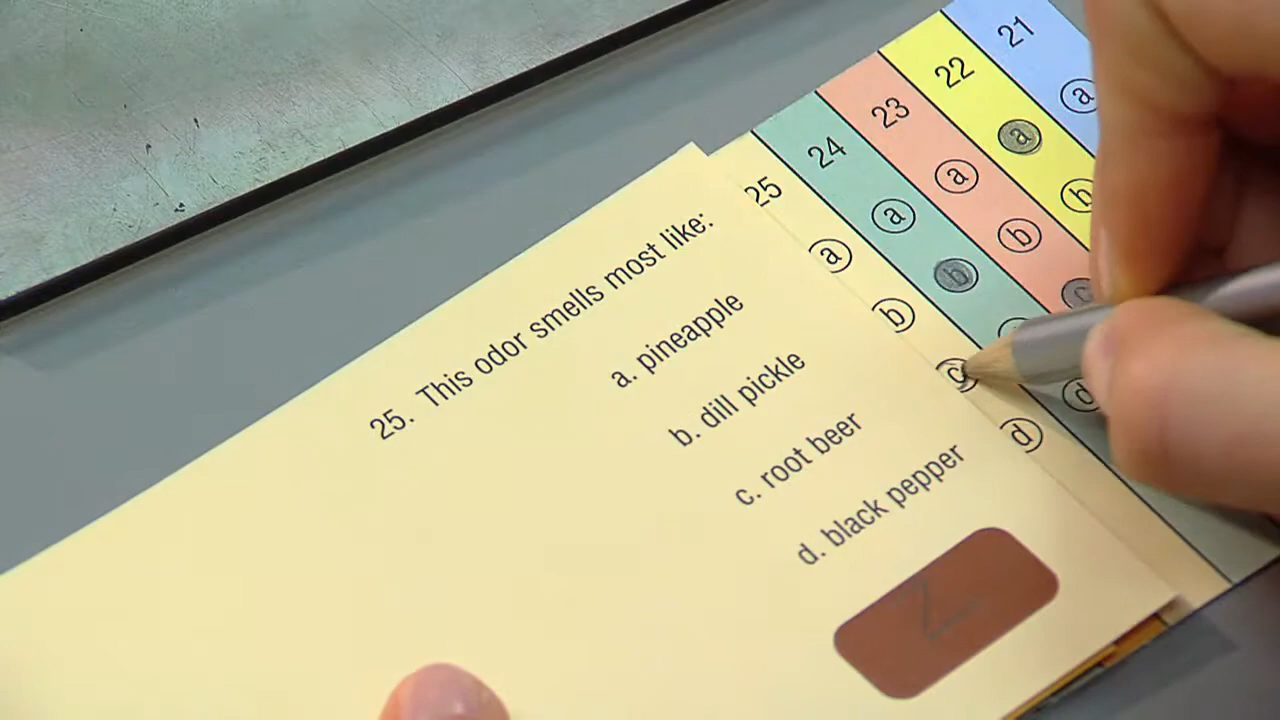 25. This odor smells most like:
a. pineapple
b. dill pickle
c. root beer
d. black pepper
25 a b c d
24 a b d
23 a b c
22 a b
21 a